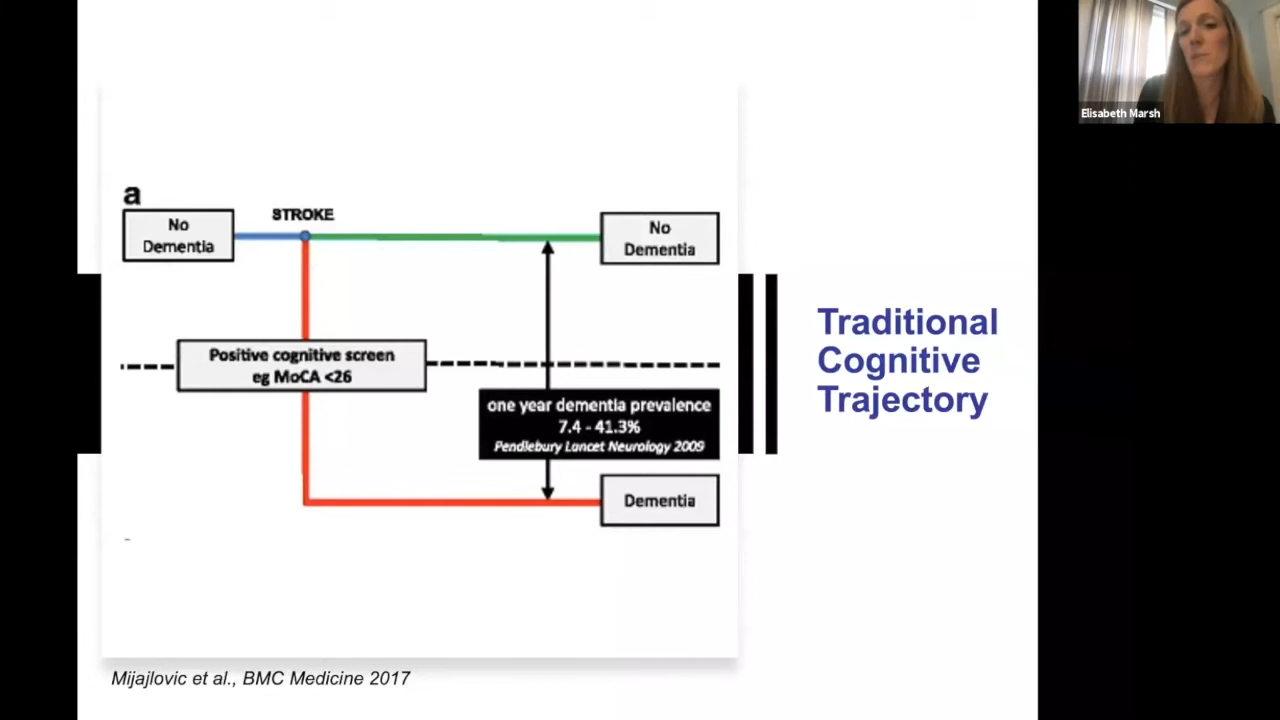 a
STROKE
No
Dementia
No
Dementia
Positive cognitive screen
eg MoCA <26
one year dementia prevalence
7.4 - 41.3%
Pendlebury Lancet Neurology 2009
Dementia
Traditional
Cognitive
Trajectory
Mijajlovic et al., BMC Medicine 2017
Elisabeth Marsh